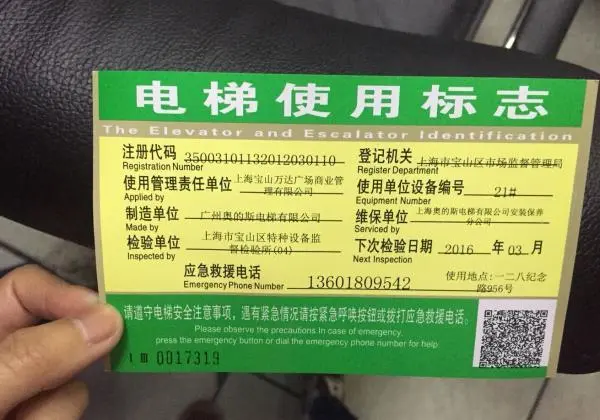 电梯使用标志
The Elevator and Escalator Identification
注册代码 35003101132012030110 登记机关 上海市宝山区市场监督管理局
Registration Number Register Department
使用管理责任单位 上海宝山万达广场商业管
理有限公司 使用单位设备编号 21#
Applied by Equipment Number
制造单位 广州奥的斯电梯有限公司 维保单位 上海奥的斯电梯有限公司安装保养
分公司
Made by Serviced by
检验单位 上海市宝山区特种设备监
督检验所(04) 下次检验日期 2016 年 03 月
Inspected by Next Inspection
应急救援电话 13601809542 使用地点:一二八纪念
路956号
Emergency Phone Number
请遵守电梯安全注意事项，遇有紧急情况请按紧急呼唤按钮或拨打应急救援电话。
Please observe the precautions.In case of emergency,
press the emergency button or dial the emergency phone number for help
I III 0017319